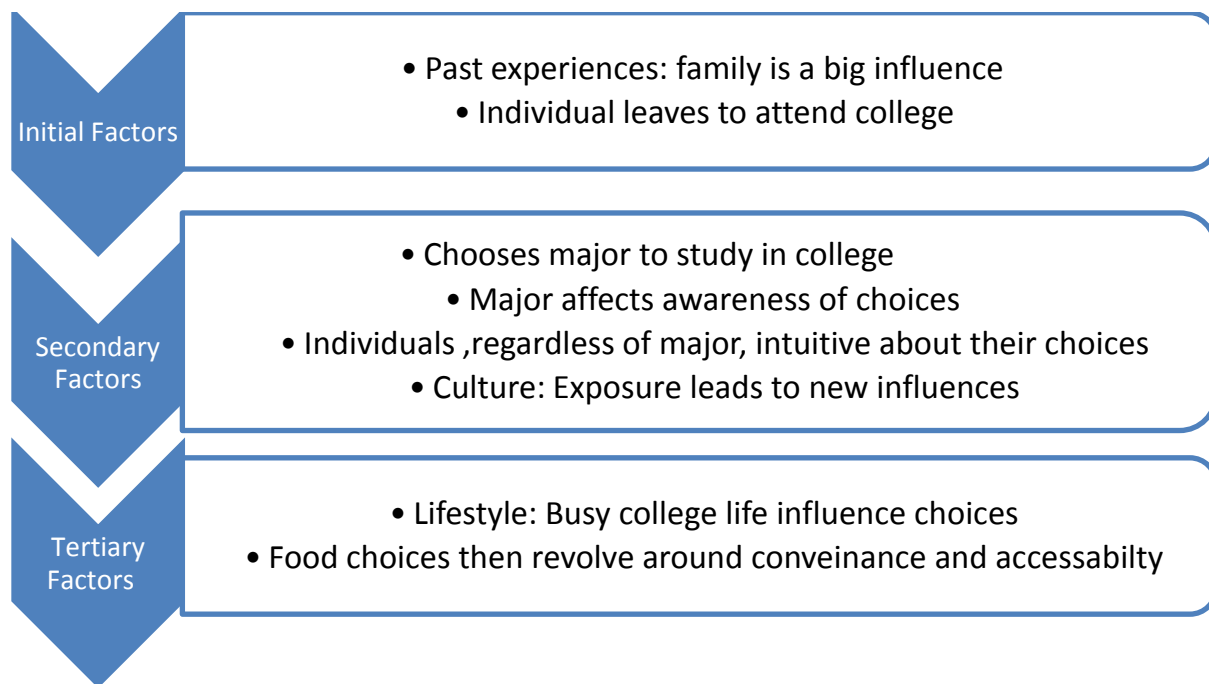 Initial Factors
• Past experiences: family is a big influence
• Individual leaves to attend college
Secondary
Factors
• Chooses major to study in college
• Major affects awareness of choices
• Individuals ,regardless of major, intuitive about their choices
• Culture: Exposure leads to new influences
Tertiary
Factors
• Lifestyle: Busy college life influence choices
• Food choices then revolve around conveinance and accessabilty